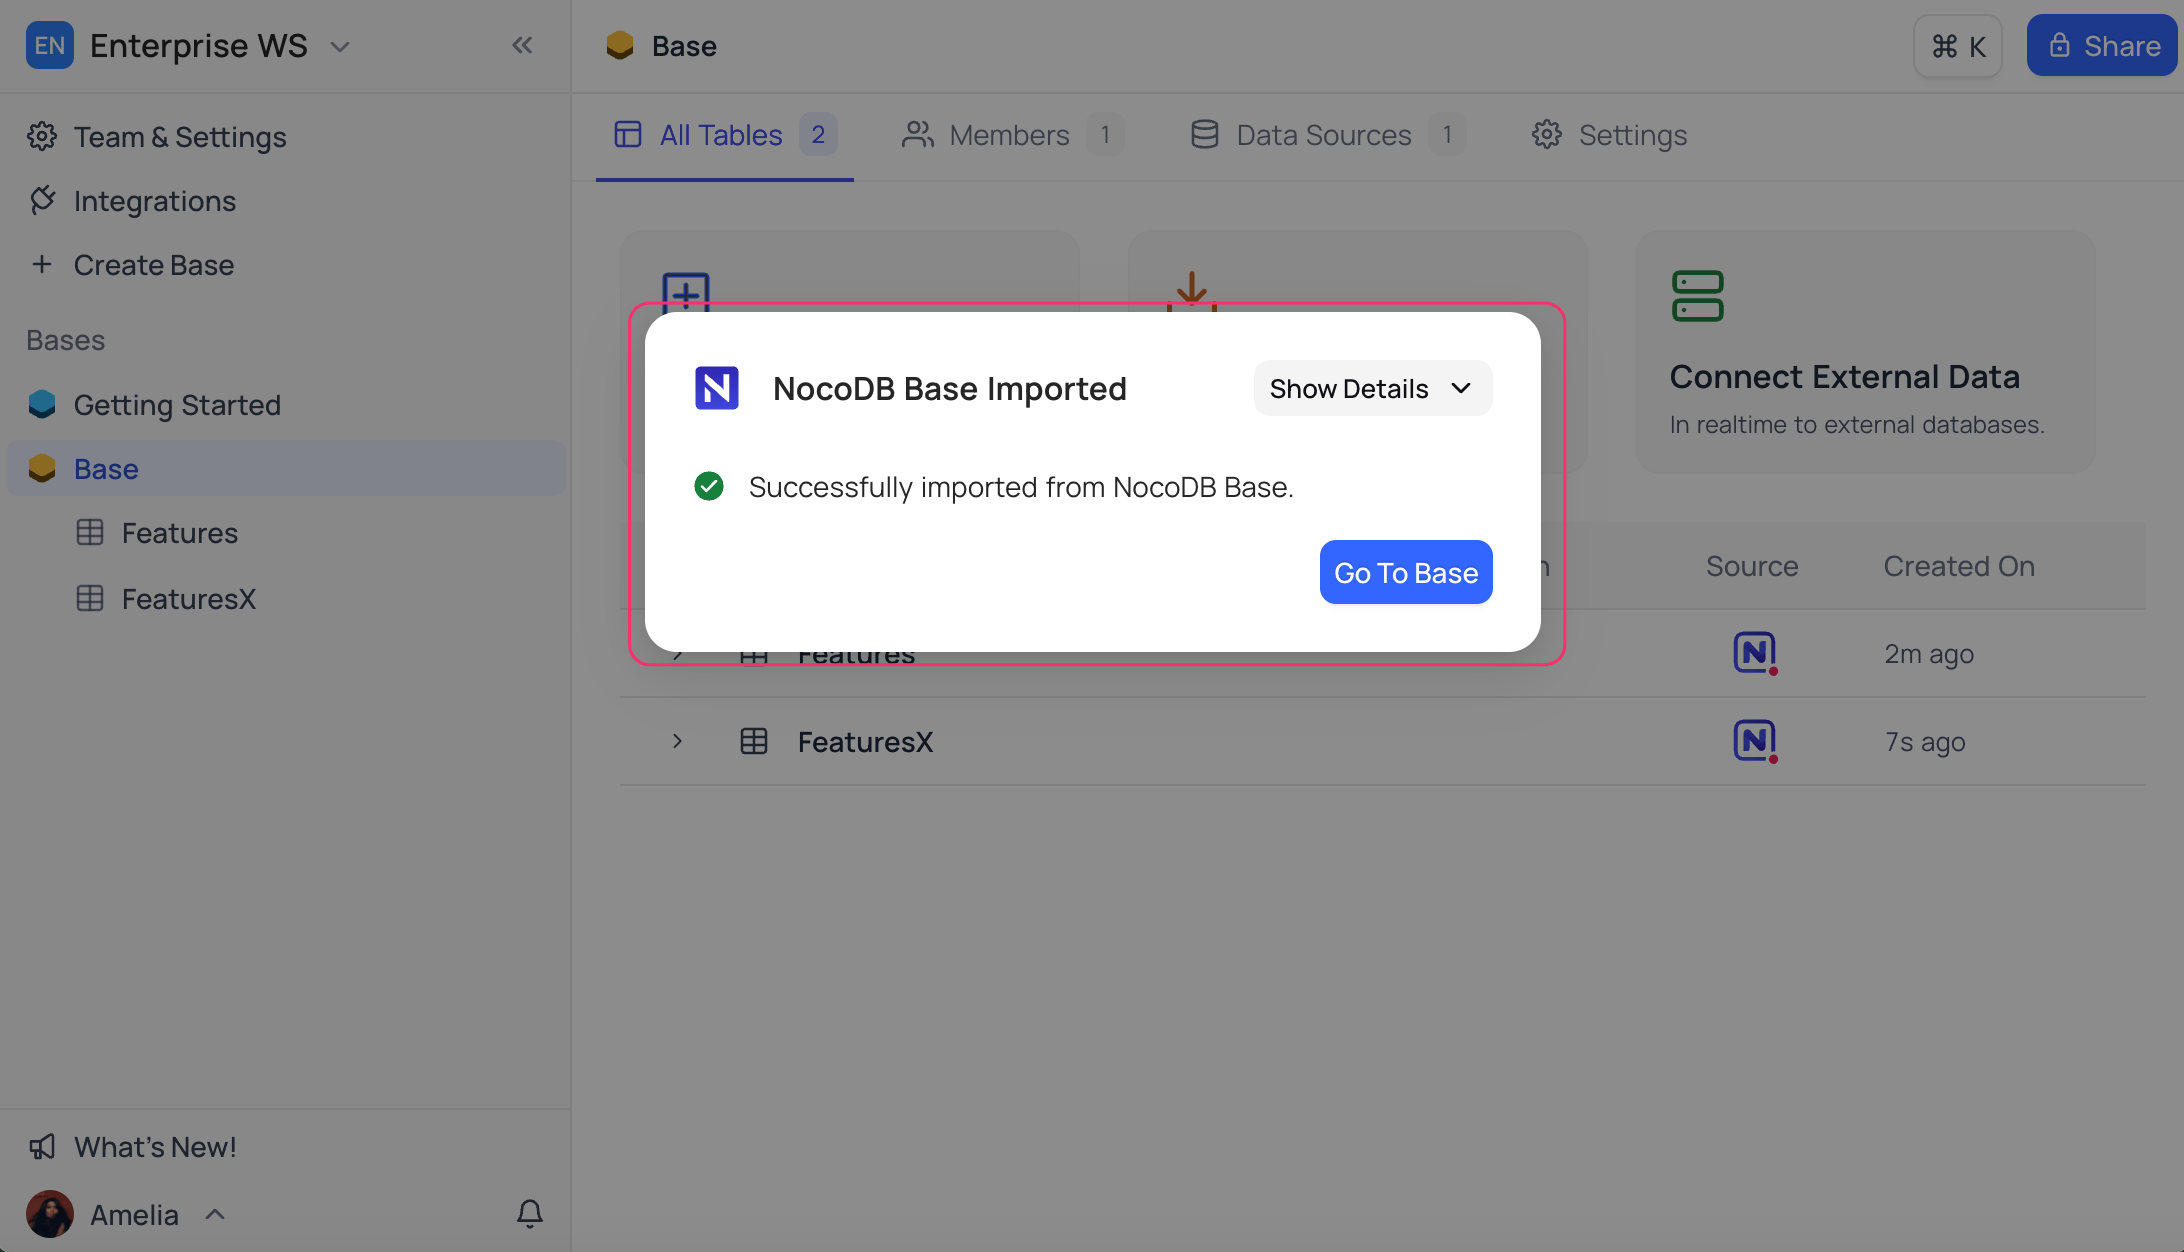 EN Enterprise WS
Team & Settings
Integrations
Create Base
Bases
Getting Started
Base
Features
FeaturesX
What's New!
Amelia
Base
⌘ K
Share
All Tables 2
Members 1
Data Sources 1
Settings
Connect External Data
In realtime to external databases.
NocoDB Base Imported
Show Details
Successfully imported from NocoDB Base.
Go To Base
Source Created On
Features 2m ago
FeaturesX 7s ago